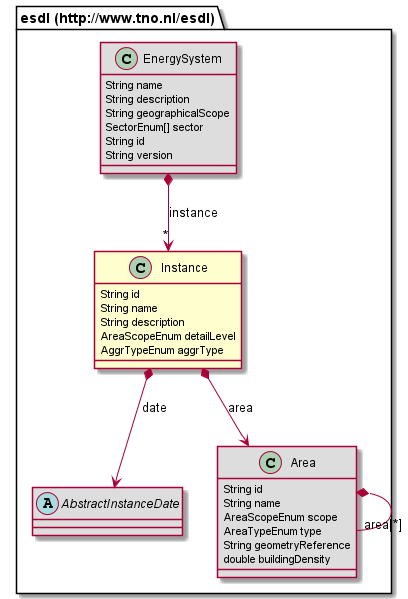 esdl (http://www.tno.nl/esdl)
C EnergySystem
String name
String description
String geographicalScope
SectorEnum[] sector
String id
String version
instance
*
C Instance
String id
String name
String description
AreaScopeEnum detailLevel
AggrTypeEnum aggrType
date
area
A AbstractInstanceDate
C Area
String id
String name
AreaScopeEnum scope
AreaTypeEnum type
String geometryReference
double buildingDensity
area[*]